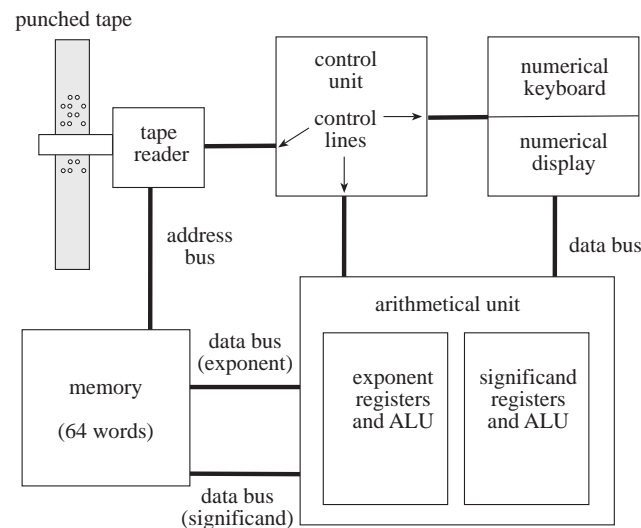 punched tape
tape
reader
control
unit
control
lines
numerical
keyboard
numerical
display
address
bus
data bus
arithmetical unit
data bus
(exponent)
memory
(64 words)
exponent
registers
and ALU
significand
registers
and ALU
data bus
(significand)